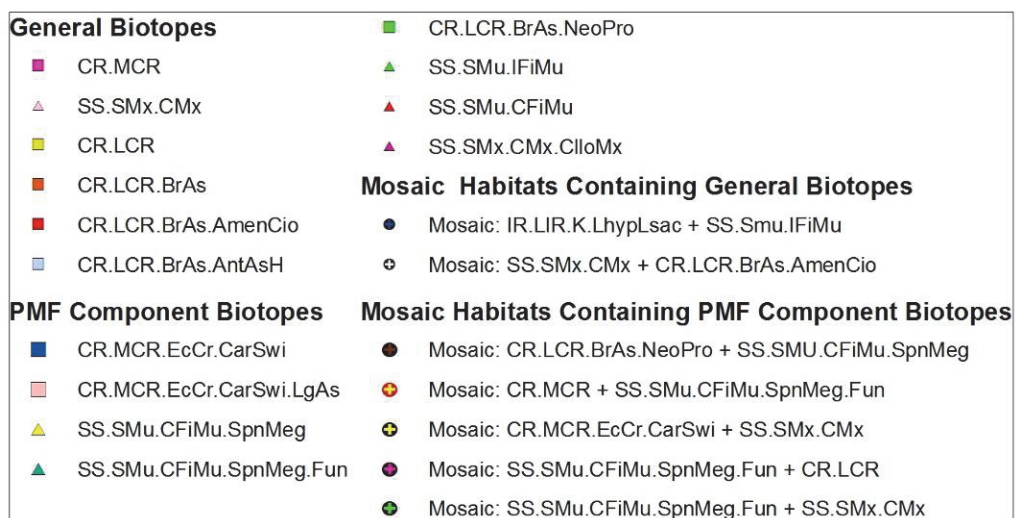 General Biotopes
CR.MCR
SS.SMx.CMx
CR.LCR
CR.LCR.BrAs
CR.LCR.BrAs.AmenCio
CR.LCR.BrAs.AntAsH
PMF Component Biotopes
CR.MCR.EcCr.CarSwi
CR.MCR.EcCr.CarSwi.LgAs
SS.SMu.CFiMu.SpnMeg
SS.SMu.CFiMu.SpnMeg.Fun
CR.LCR.BrAs.NeoPro
SS.SMu.IFiMu
SS.SMu.CFiMu
SS.SMx.CMx.ClloMx
Mosaic Habitats Containing General Biotopes
Mosaic: IR.LIR.K.LhypLsac + SS.Smu.IFiMu
Mosaic: SS.SMx.CMx + CR.LCR.BrAs.AmenCio
Mosaic Habitats Containing PMF Component Biotopes
Mosaic: CR.LCR.BrAs.NeoPro + SS.SMU.CFiMu.SpnMeg
Mosaic: CR.MCR + SS.SMu.CFiMu.SpnMeg.Fun
Mosaic: CR.MCR.EcCr.CarSwi + SS.SMx.CMx
Mosaic: SS.SMu.CFiMu.SpnMeg.Fun + CR.LCR
Mosaic: SS.SMu.CFiMu.SpnMeg.Fun + SS.SMx.CMx